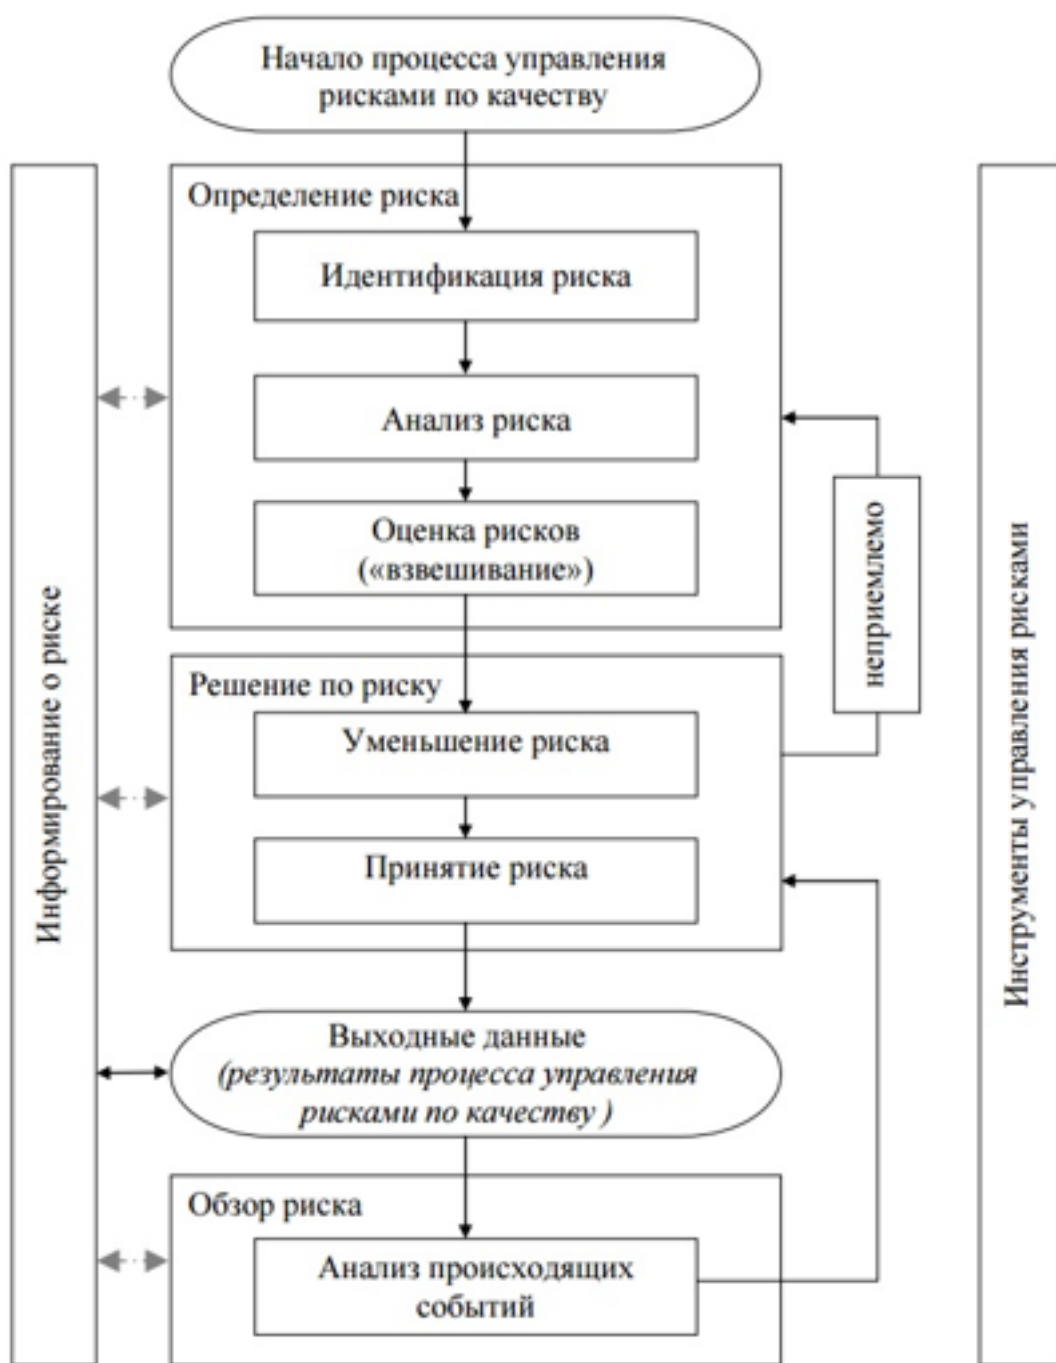 Начало процесса управления
рисками по качеству
Определение риска
Идентификация риска
Анализ риска
Оценка рисков
(«взвешивание»)
неприемлемо
Решение по риску
Уменьшение риска
Принятие риска
Выходные данные
(результаты процесса управления
рисками по качеству )
Обзор риска
Анализ происходящих
событий
Информирование о риске
Инструменты управления рисками